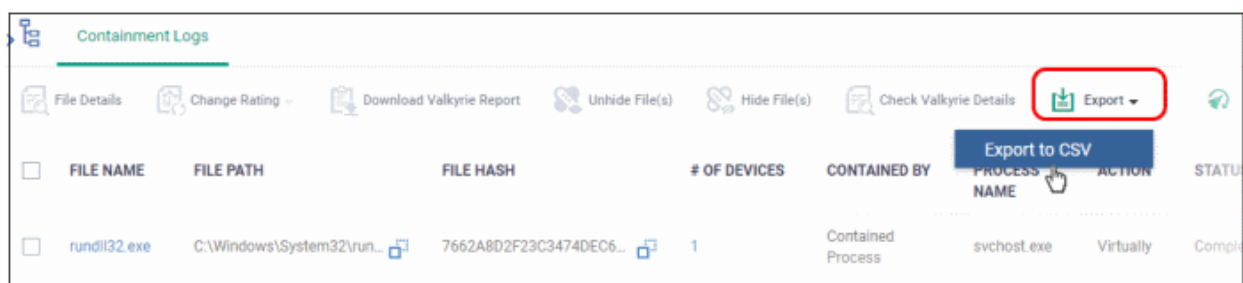 Containment Logs
File Details Change Rating Download Valkyrie Report Unhide File(s) Hide File(s) Check Valkyrie Details Export
Export to CSV
FILE NAME FILE PATH FILE HASH # OF DEVICES CONTAINED BY PROCESS NAME ACTION STATUS
rundll32.exe C:\Windows\System32\run... 7662A8D2F23C3474DEC6... 1 Contained Process svchost.exe Virtually Comple